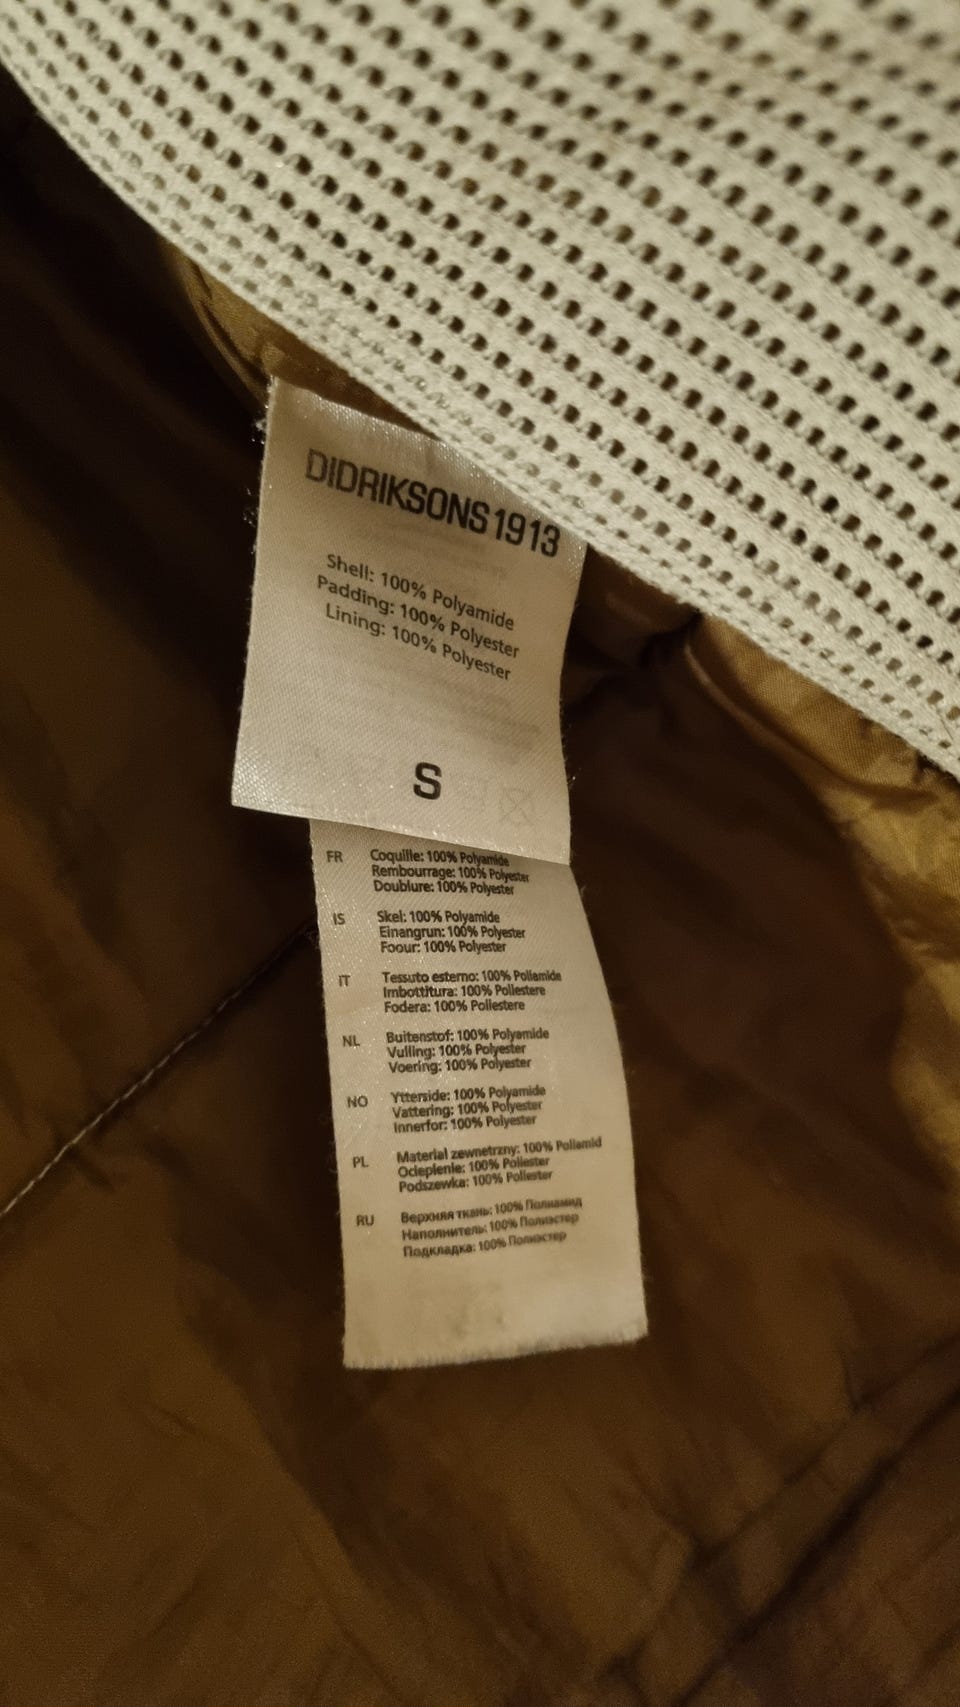 DIDRIKSONS1913
Shell: 100% Polyamide
Padding: 100% Polyester
Lining: 100% Polyester
S
FR Coquille: 100% Polyamide
Rembourrage: 100% Polyester
Doublure: 100% Polyester
IS Skel: 100% Polyamide
Einangrun: 100% Polyester
Foour: 100% Polyester
IT Tessuto esterno: 100% Poliamide
Imbottitura: 100% Poliestere
Fodera: 100% Poliestere
NL Buitenstof: 100% Polyamide
Vulling: 100% Polyester
Voering: 100% Polyester
NO Ytterside: 100% Polyamide
Vattering: 100% Polyester
Innerfor: 100% Polyester
PL Material zewnetrzny: 100% Poliamid
Ocieplenie: 100% Poliester
Podszewka: 100% Poliester
RU Верхняя ткань: 100% Полиамид
Наполнитель: 100% Полиэстер
Подкладка: 100% Полиэстер